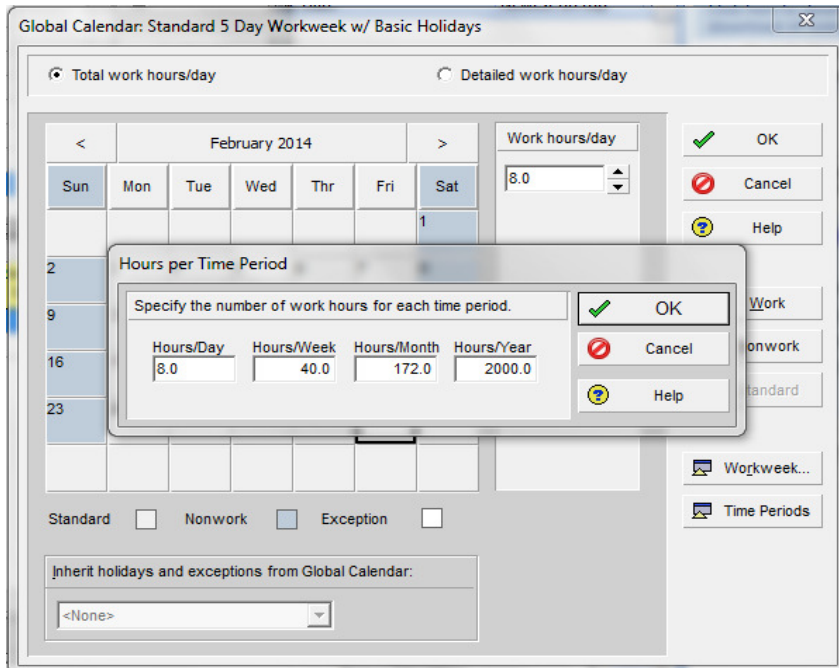 Global Calendar: Standard 5 Day Workweek w/ Basic Holidays
Total work hours/day Detailed work hours/day
< February 2014 >
Sun Mon Tue Wed Thr Fri Sat
1
2
9
16
23
Work hours/day
8.0
OK
Cancel
Help
Hours per Time Period
Specify the number of work hours for each time period.
Hours/Day Hours/Week Hours/Month Hours/Year
8.0 40.0 172.0 2000.0
OK
Cancel
Help
Work
onwork
tandard
Workweek...
Time Periods
Standard Nonwork Exception
Inherit holidays and exceptions from Global Calendar:
<None>